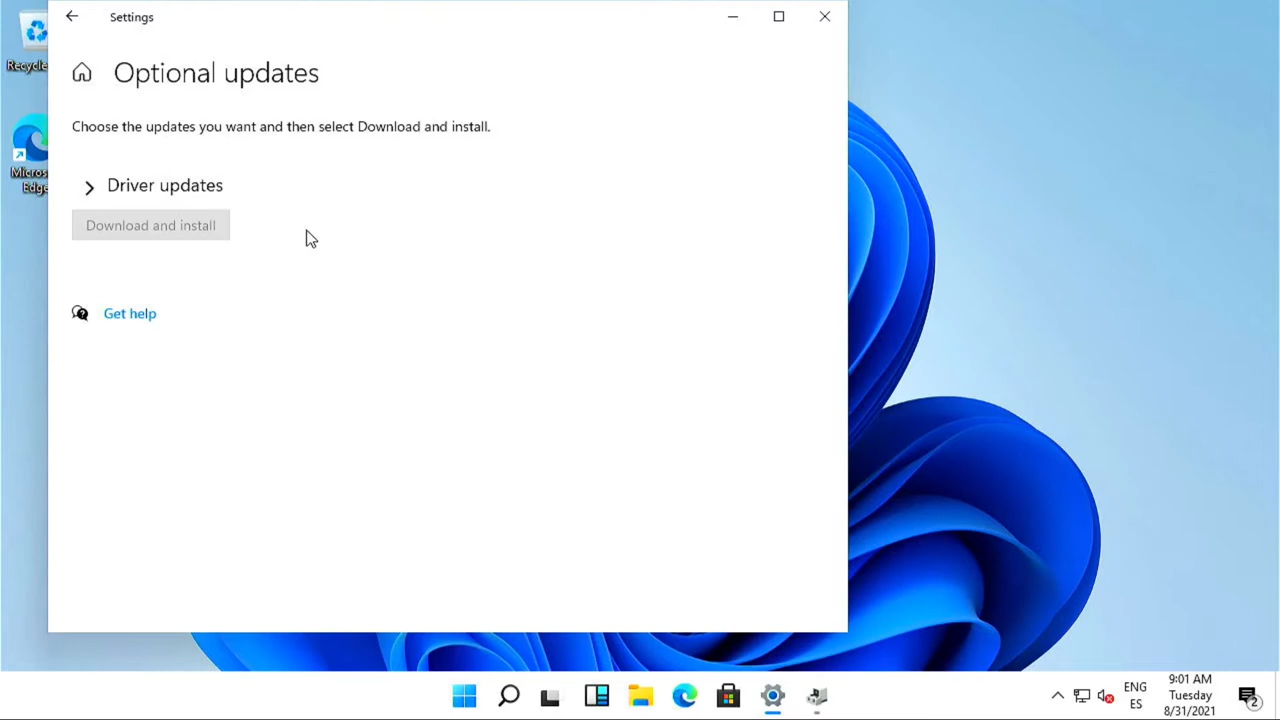 Settings
Optional updates
Choose the updates you want and then select Download and install.
Driver updates
Download and install
Get help
Recycle
Micros
Edge
ENG
ES
9:01 AM
Tuesday
8/31/2021
2